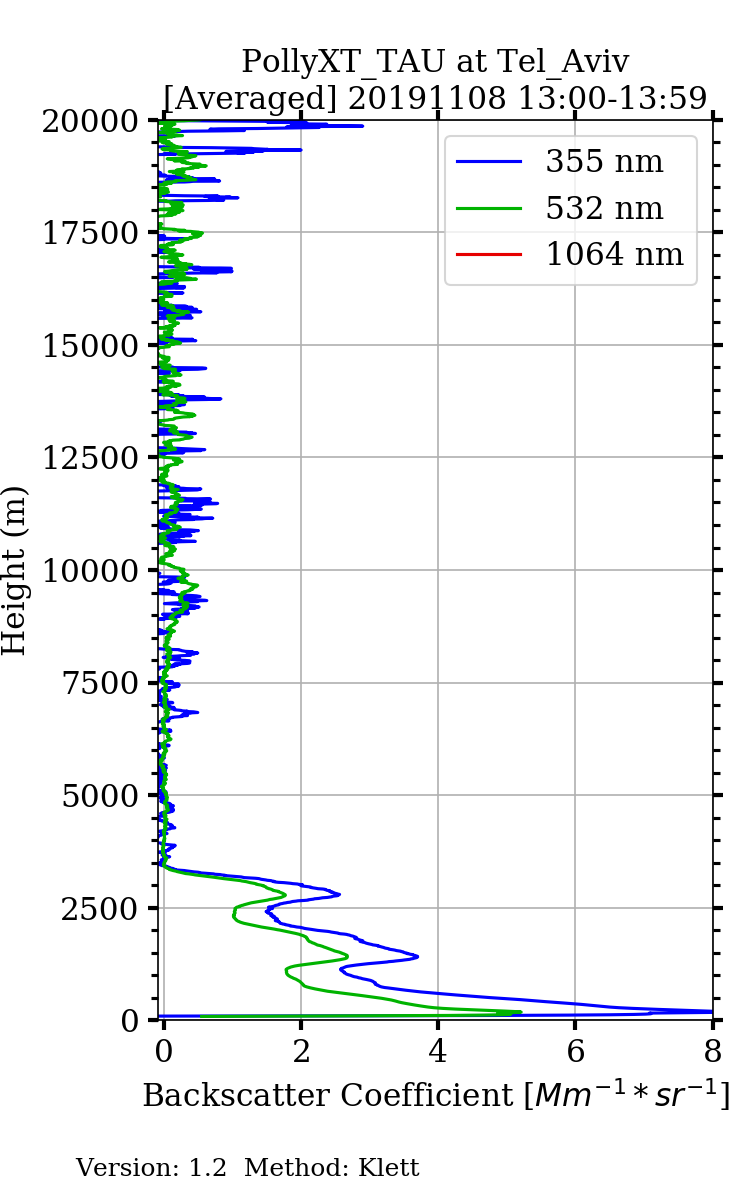 PollyXT_TAU at Tel_Aviv
[Averaged] 20191108 13:00-13:59
355 nm
532 nm
1064 nm
20000
17500
15000
12500
10000
7500
5000
2500
0
Height (m)
0 2 4 6 8
Backscatter Coefficient [Mm⁻¹ * sr⁻¹]
Version: 1.2 Method: Klett